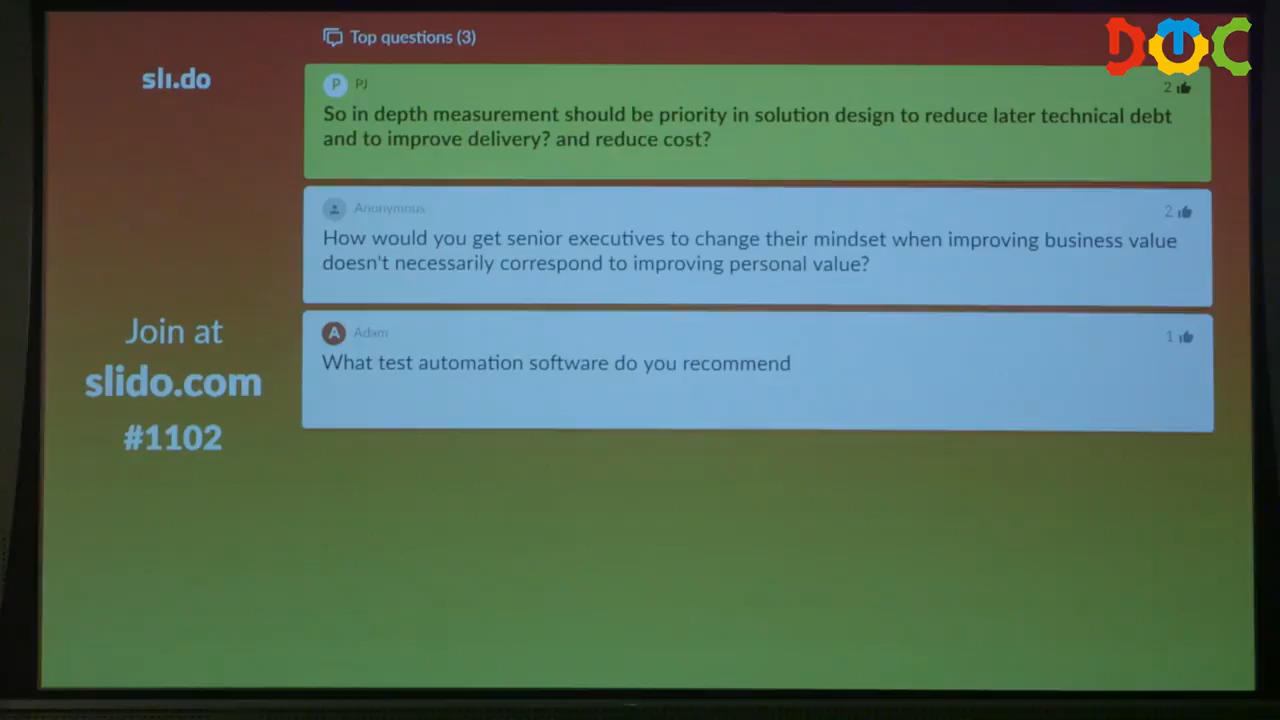 Top questions (3)
DTC
sli.do
P PJ 2
So in depth measurement should be priority in solution design to reduce later technical debt
and to improve delivery? and reduce cost?
Anonymous 2
How would you get senior executives to change their mindset when improving business value
doesn't necessarily correspond to improving personal value?
A Adam 1
What test automation software do you recommend
Join at
slido.com
#1102